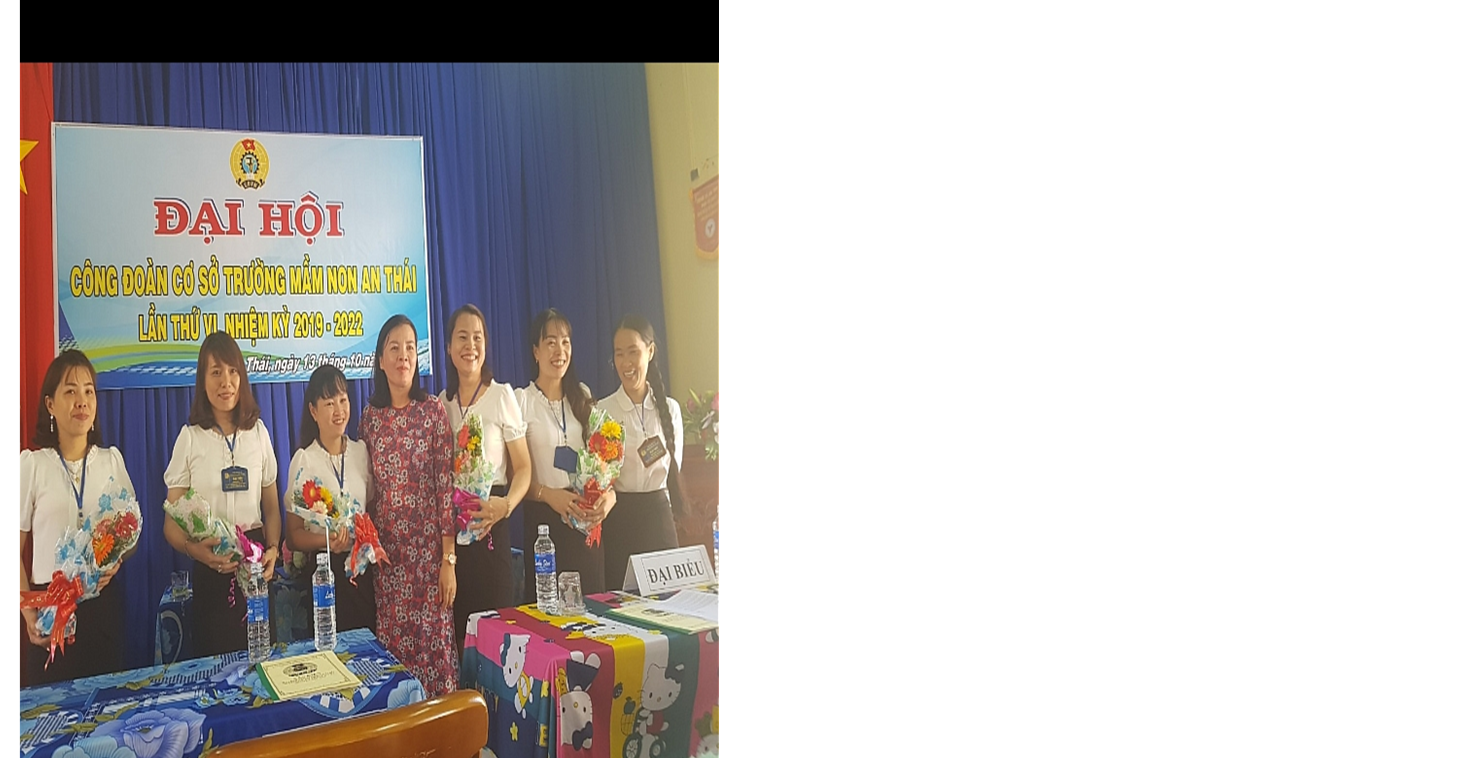 ĐẠI HỘI
CÔNG ĐOÀN CƠ SỞ TRƯỜNG MẦM NON AN THÁI
LẦN THỨ VI, NHIỆM KỲ 2019 - 2022
Thái, ngày 13 tháng 10
ĐẠI BIỂU